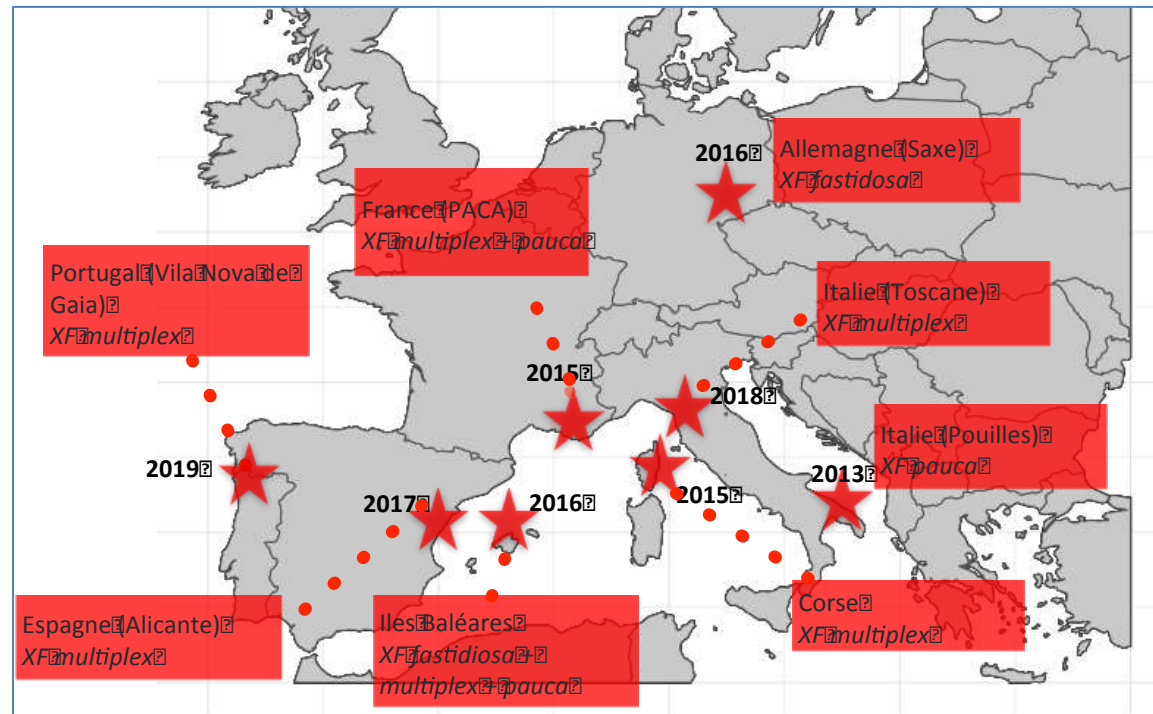 2016
Allemagne (Saxe)
XF fastidosa
France (PACA)
XF multiplex + pauca
Portugal (Vila Nova de
Gaia)
XF multiplex
Italie (Toscane)
XF multiplex
2015
2018
Italie (Pouilles)
XF pauca
2019
2017
2016
2015
2013
Espagne (Alicante)
XF multiplex
Iles Baléares
XF fastidiosa +
multiplex + pauca
Corse
XF multiplex